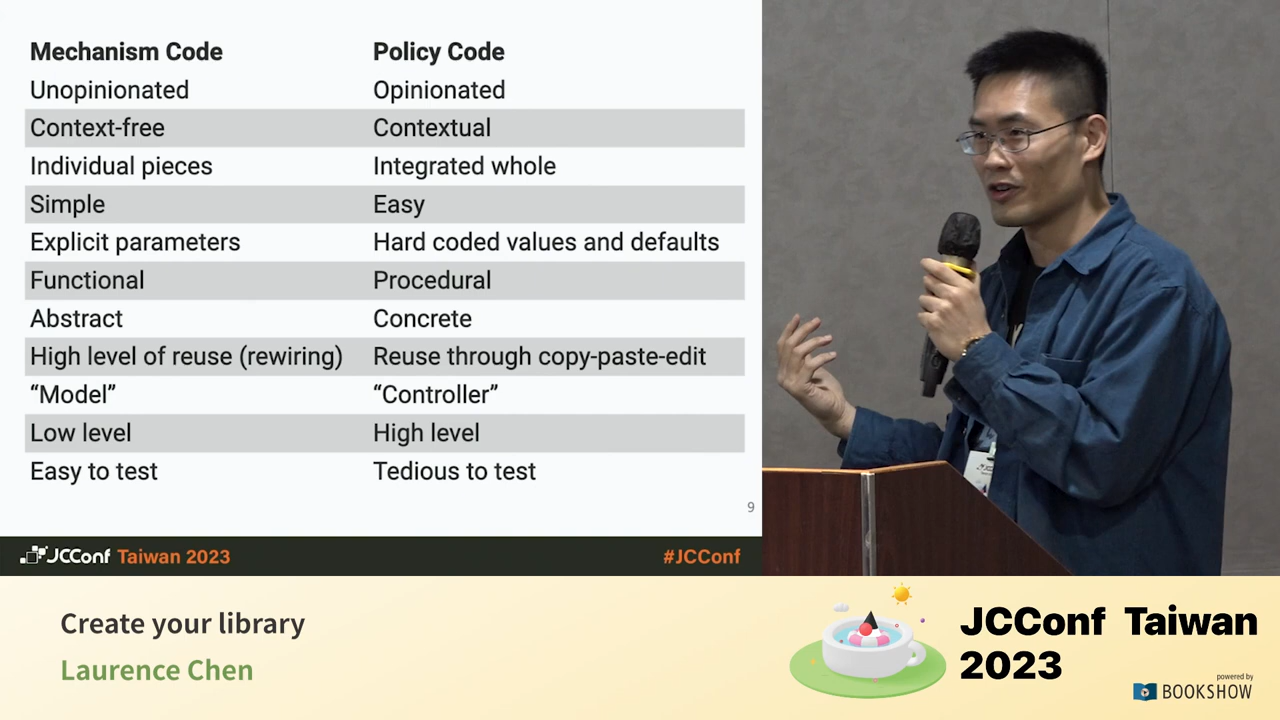 Mechanism Code Policy Code
Unopinionated Opinionated
Context-free Contextual
Individual pieces Integrated whole
Simple Easy
Explicit parameters Hard coded values and defaults
Functional Procedural
Abstract Concrete
High level of reuse (rewiring) Reuse through copy-paste-edit
“Model” “Controller”
Low level High level
Easy to test Tedious to test
9
JCConf Taiwan 2023 #JCConf
Create your library
Laurence Chen
JCConf Taiwan
2023
powered by
BOOKSHOW